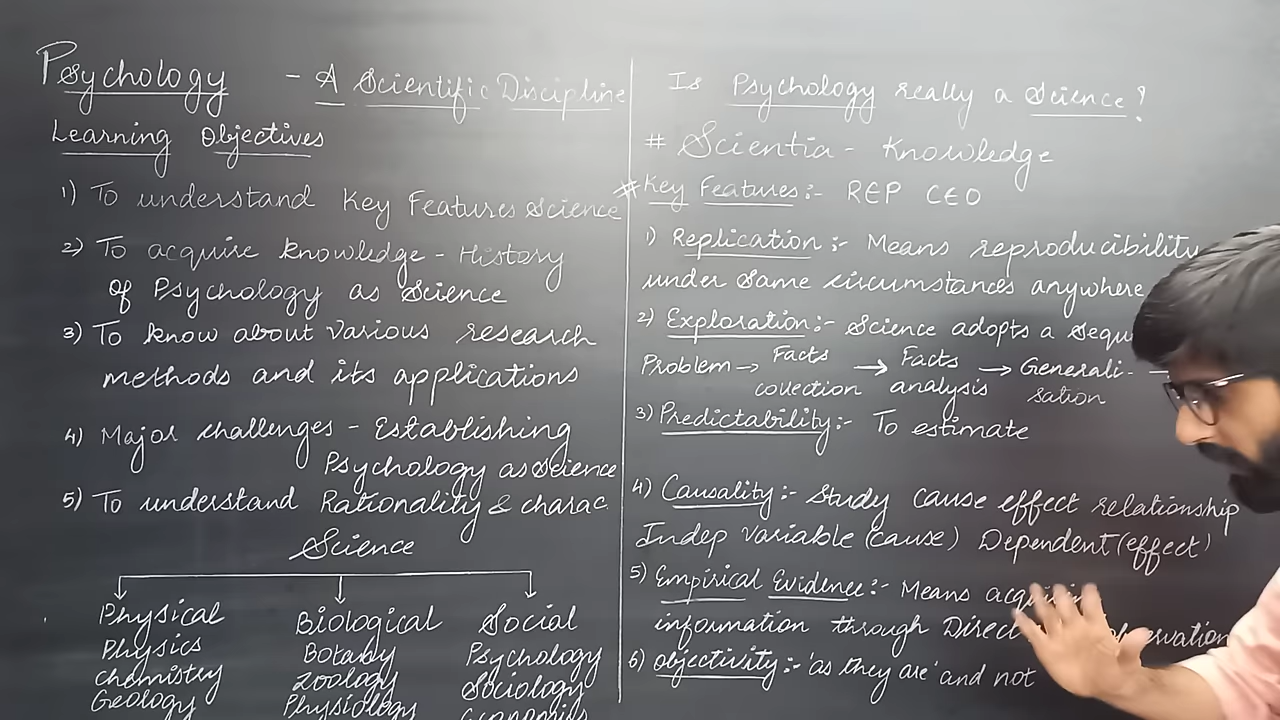 Psychology - A Scientific Discipline
Learning Objectives
1) To understand Key Features Science
2) To acquire knowledge - History
of Psychology as Science
3) To know about various research
methods and its applications
4) Major challenges - Establishing
Psychology as Science
5) To understand Rationality & charac.
Science
Physical Biological Social
Physics Botany Psychology
chemistry Zoology Sociology
Geology Physiology Economics
Is Psychology really a Science?
# Scientia - Knowledge
# Key Features:- REP CEO
1) Replication:- Means reproducibility
under same circumstances anywhere
2) Exploration:- Science adopts a
Problem → Facts collection → Facts analysis → Generali-sation →
3) Predictability:- To estimate
4) Causality:- Study cause effect relationship
Indep variable (cause) Dependent (effect)
5) Empirical Evidence:- Means
information through Direct
6) Objectivity:- 'as they are' and not